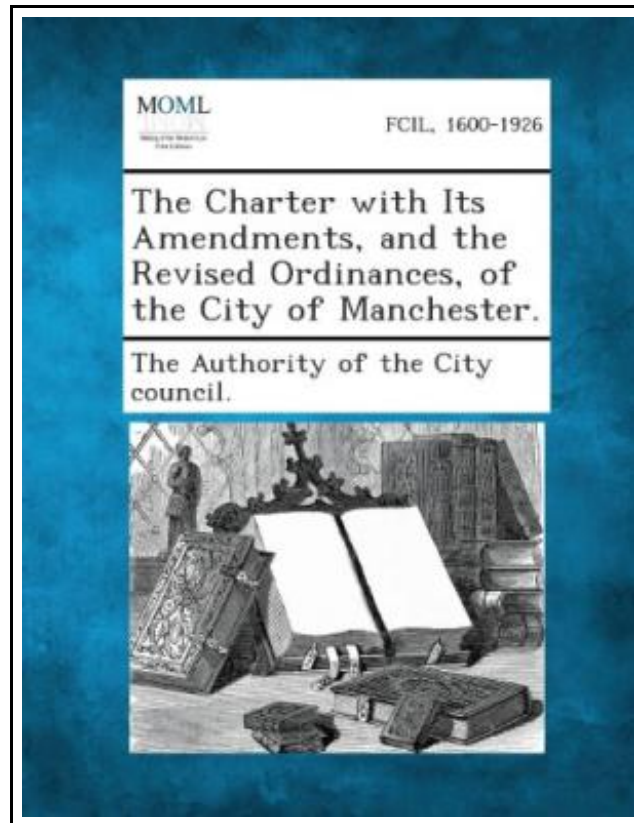 MOML
FCIL, 1600-1926
The Charter with Its
Amendments, and the
Revised Ordinances, of
the City of Manchester.
The Authority of the City
council.